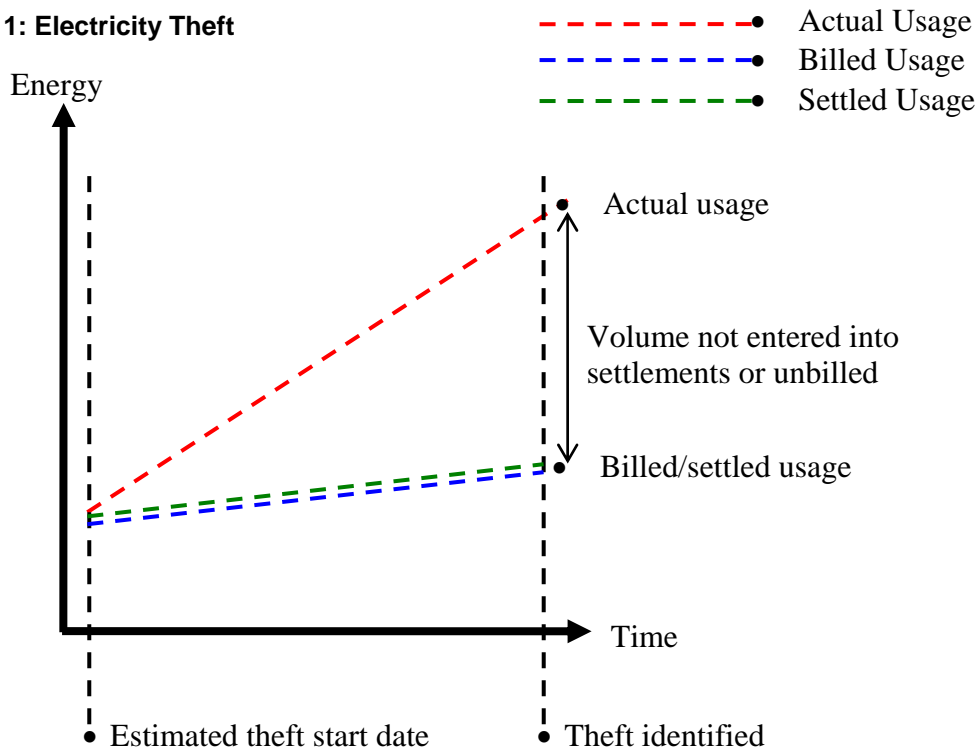 1: Electricity Theft
Actual Usage
Billed Usage
Settled Usage
Energy
Actual usage
Volume not entered into
settlements or unbilled
Billed/settled usage
Time
Estimated theft start date
Theft identified